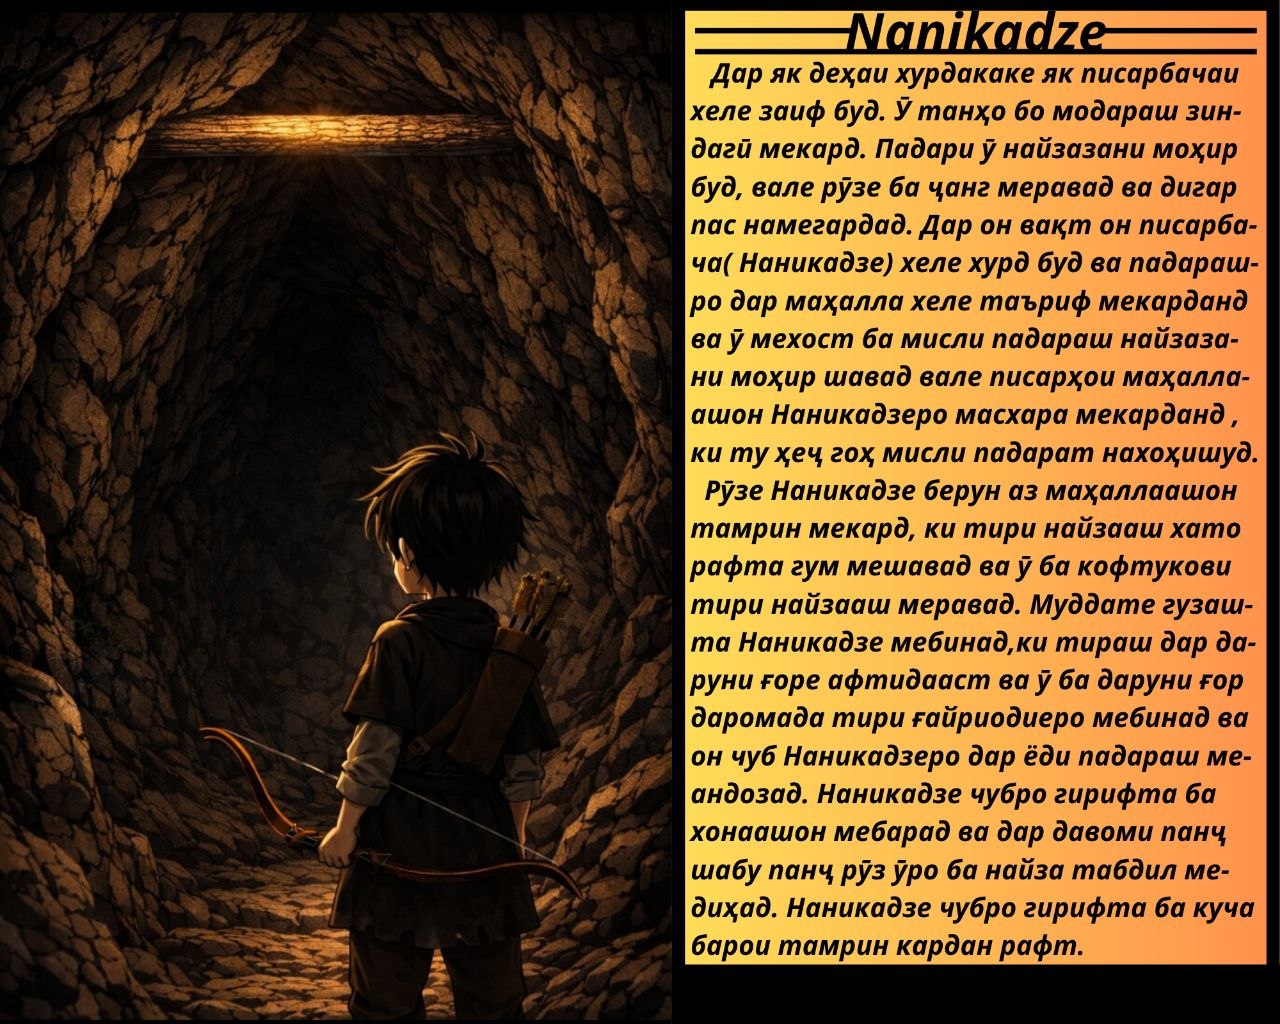 Nanikadze
Дар як деҳаи хурдакаке як писарбачаи
хеле заиф буд. Ӯ танҳо бо модараш зин-
дагӣ мекард. Падари ӯ найзазани моҳир
буд, вале рӯзе ба ҷанг меравад ва дигар
пас намегардад. Дар он вақт он писарба-
ча( Наникадзе) хеле хурд буд ва падараш-
ро дар маҳалла хеле таъриф мекарданд
ва ӯ мехост ба мисли падараш найзаза-
ни моҳир шавад вале писарҳои маҳалла-
ашон Наникадзеро масхара мекарданд ,
ки ту ҳеҷ гоҳ мисли падарат нахоҳишуд.
Рӯзе Наникадзе берун аз маҳаллаашон
тамрин мекард, ки тири найзааш хато
рафта гум мешавад ва ӯ ба кофтукови
тири найзааш меравад. Муддате гузаш-
та Наникадзе мебинад,ки тираш дар да-
руни ғоре афтидааст ва ӯ ба даруни ғор
даромада тири ғайриодиеро мебинад ва
он чуб Наникадзеро дар ёди падараш ме-
андозад. Наникадзе чубро гирифта ба
хонаашон мебарад ва дар давоми панҷ
шабу панҷ рӯз ӯро ба найза табдил ме-
диҳад. Наникадзе чубро гирифта ба куча
барои тамрин кардан рафт.